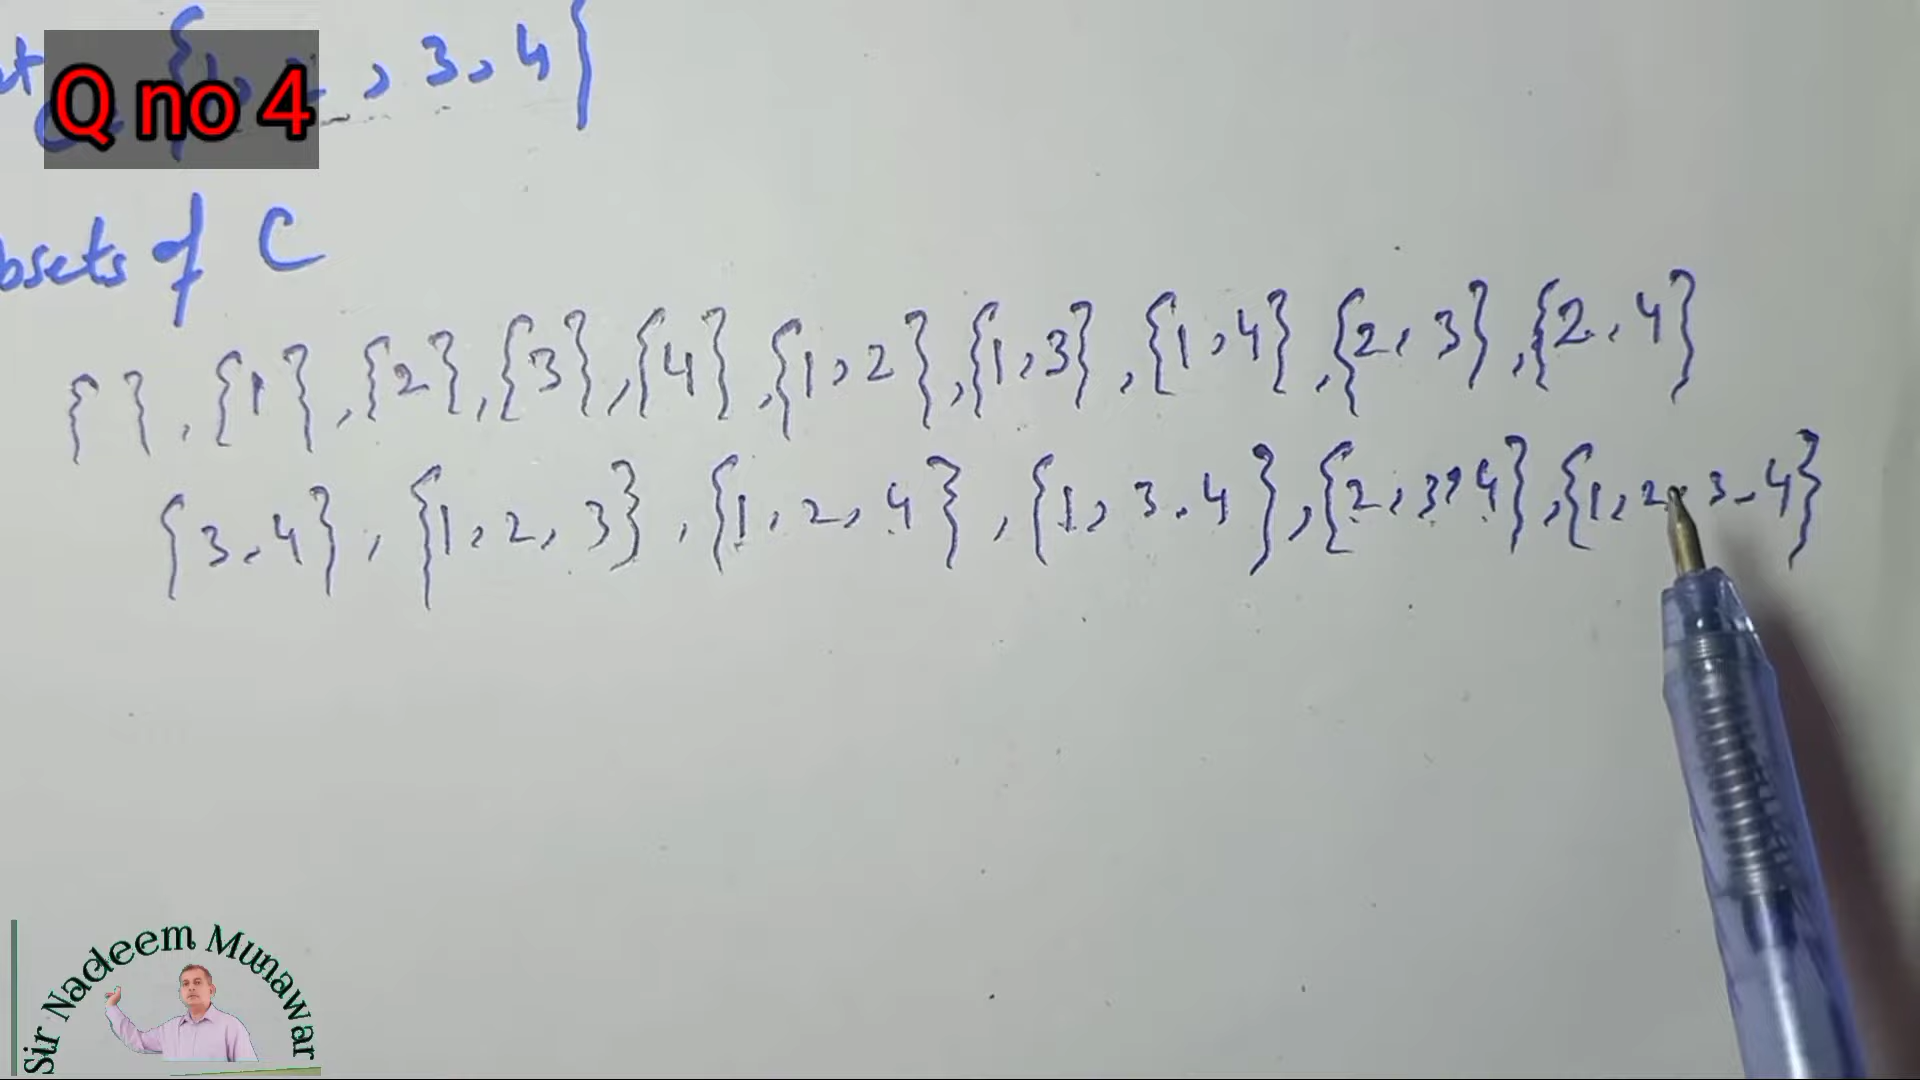 Q no 4
, 3, 4}
of C
{ }, {1}, {2}, {3}, {4}, {1, 2}, {1, 3}, {1, 4}, {2, 3}, {2, 4}
{3, 4}, {1, 2, 3}, {1, 2, 4}, {1, 3, 4}, {2, 3, 4}, {1, 2, 3, 4}
Sir Nadeem Munawar